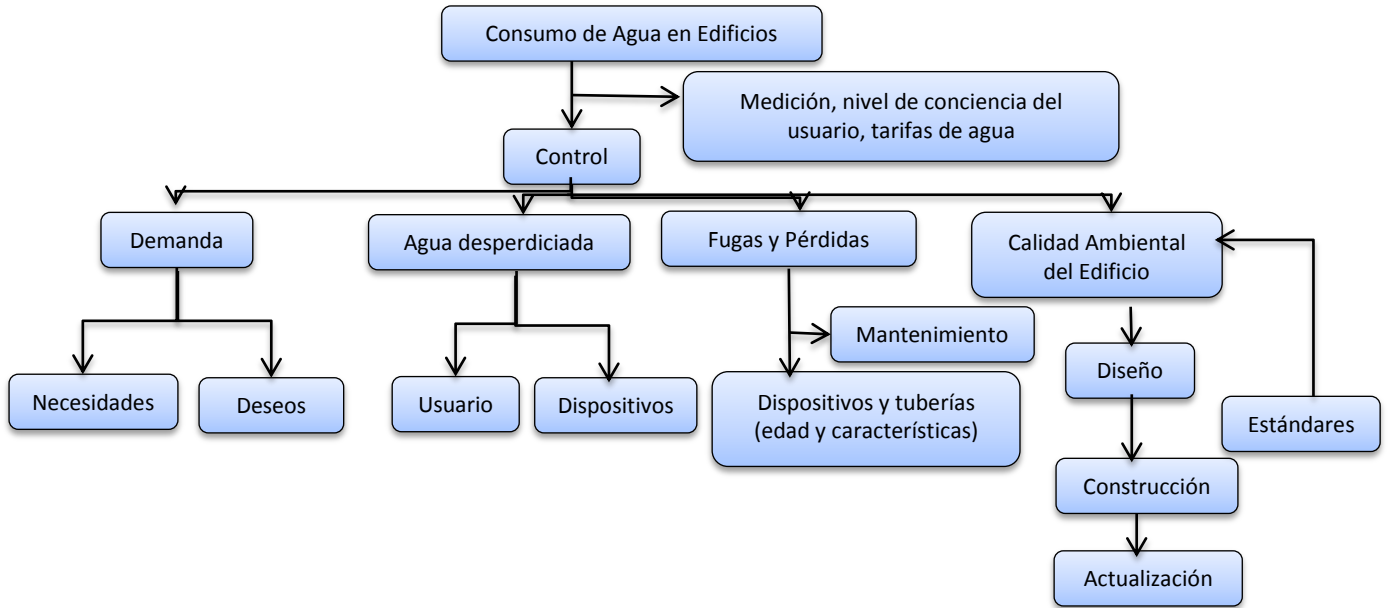 Consumo de Agua en Edificios
Medición, nivel de conciencia del
usuario, tarifas de agua
Control
Demanda
Agua desperdiciada
Fugas y Pérdidas
Calidad Ambiental
del Edificio
Mantenimiento
Diseño
Necesidades
Deseos
Usuario
Dispositivos
Dispositivos y tuberías
(edad y características)
Estándares
Construcción
Actualización